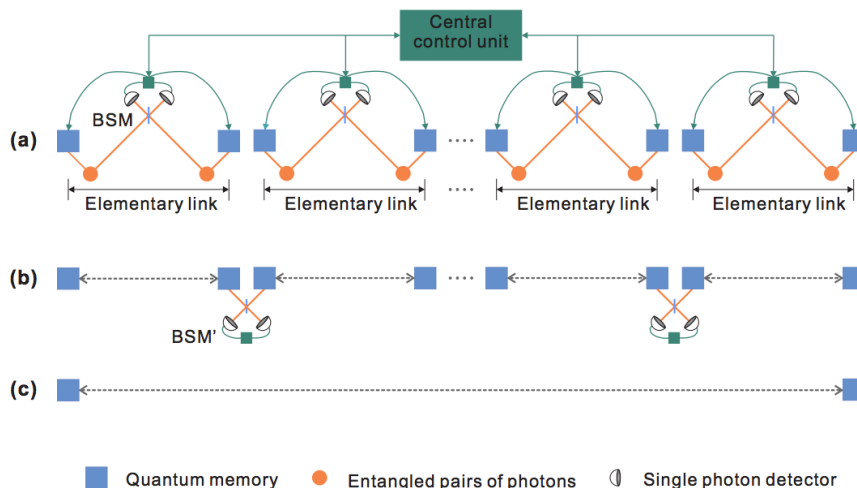 Central
control unit
BSM
(a)
Elementary link
Elementary link
Elementary link
Elementary link
(b)
BSM'
(c)
Quantum memory
Entangled pairs of photons
Single photon detector